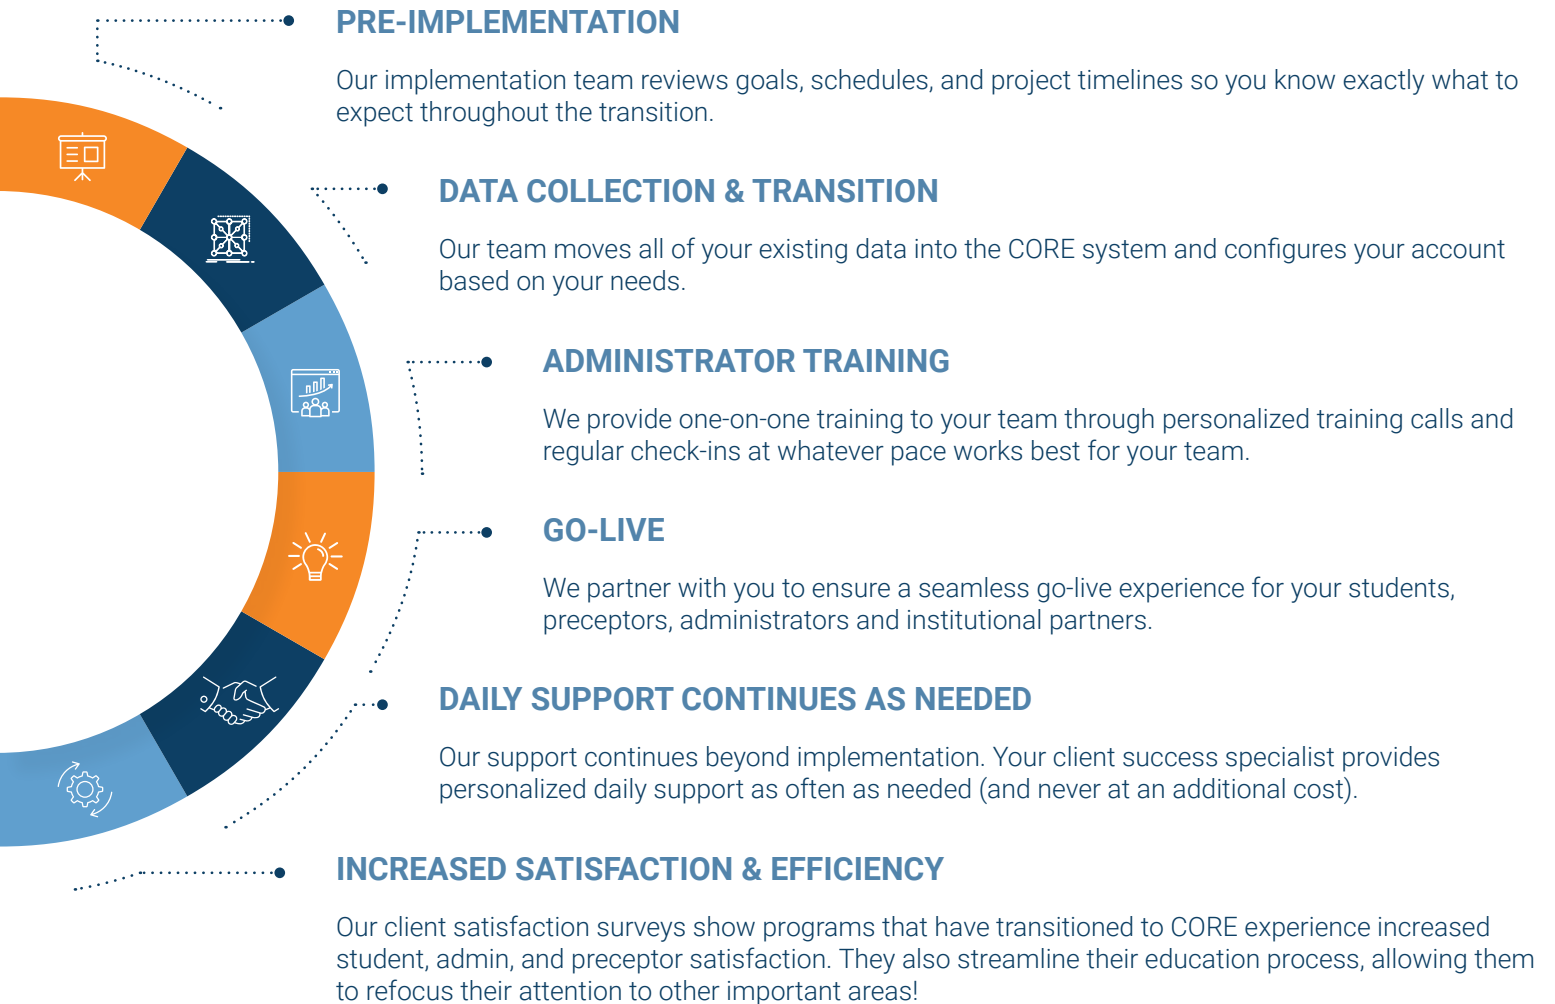 PRE-IMPLEMENTATION
Our implementation team reviews goals, schedules, and project timelines so you know exactly what to
expect throughout the transition.
DATA COLLECTION & TRANSITION
Our team moves all of your existing data into the CORE system and configures your account
based on your needs.
ADMINISTRATOR TRAINING
We provide one-on-one training to your team through personalized training calls and
regular check-ins at whatever pace works best for your team.
GO-LIVE
We partner with you to ensure a seamless go-live experience for your students,
preceptors, administrators and institutional partners.
DAILY SUPPORT CONTINUES AS NEEDED
Our support continues beyond implementation. Your client success specialist provides
personalized daily support as often as needed (and never at an additional cost).
INCREASED SATISFACTION & EFFICIENCY
Our client satisfaction surveys show programs that have transitioned to CORE experience increased
student, admin, and preceptor satisfaction. They also streamline their education process, allowing them
to refocus their attention to other important areas!